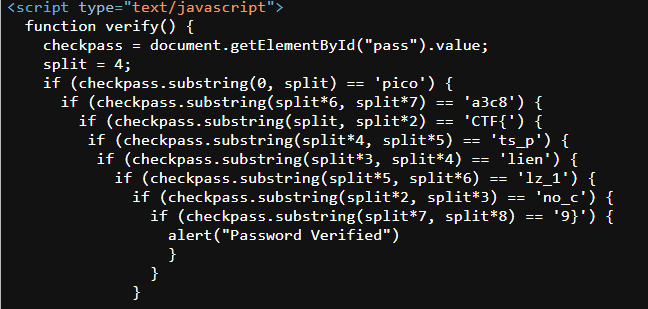 <script type="text/javascript">
function verify() {
checkpass = document.getElementById("pass").value;
split = 4;
if (checkpass.substring(0, split) == 'pico') {
if (checkpass.substring(split*6, split*7) == 'a3c8') {
if (checkpass.substring(split, split*2) == 'CTF{') {
if (checkpass.substring(split*4, split*5) == 'ts_p') {
if (checkpass.substring(split*3, split*4) == 'lien') {
if (checkpass.substring(split*5, split*6) == 'lz_1') {
if (checkpass.substring(split*2, split*3) == 'no_c') {
if (checkpass.substring(split*7, split*8) == '9}') {
alert("Password Verified")
}
}
}